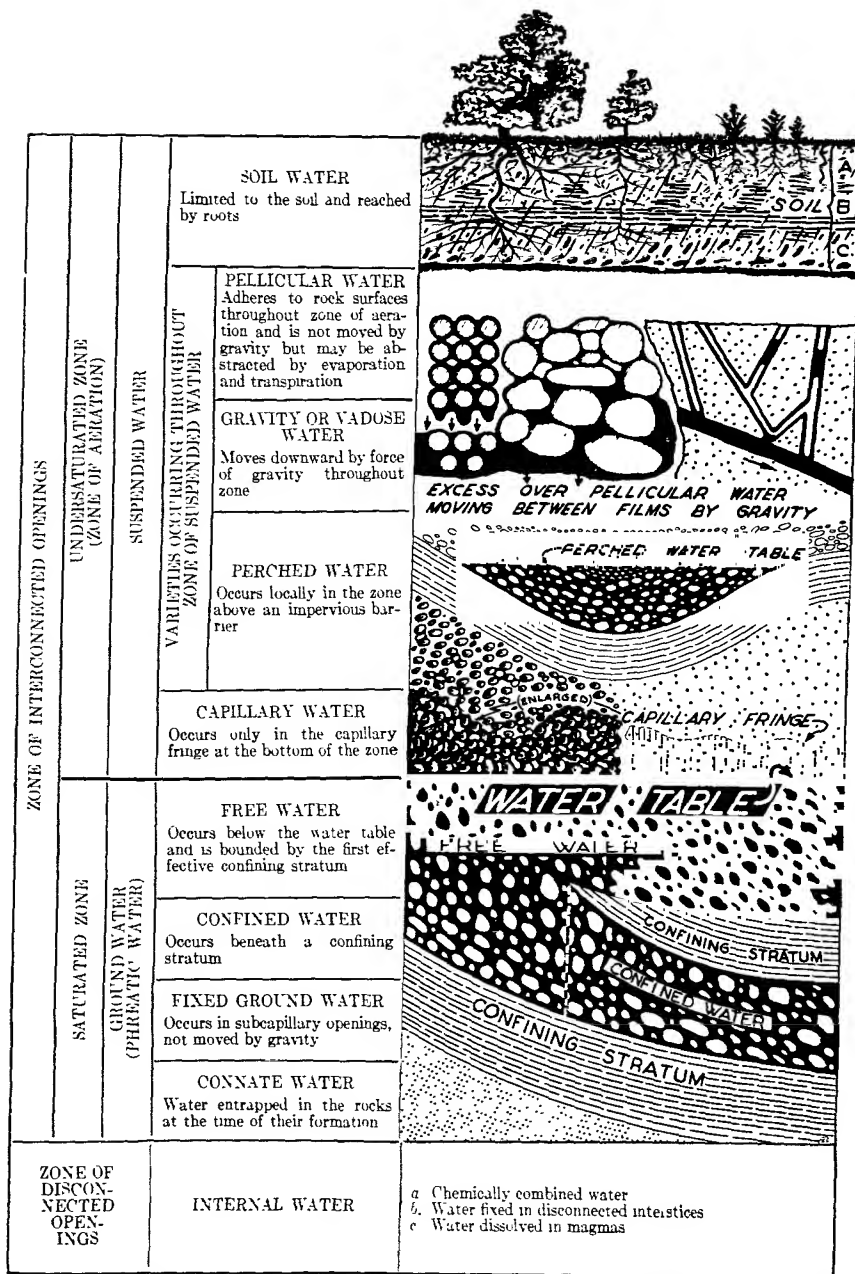 ZONE OF INTERCONNECTED OPENINGS
UNDERSATURATED ZONE
(ZONE OF AERATION)
SUSPENDED WATER
SOIL WATER
Limited to the soil and reached
by roots
A
B
C
SOIL
VARIETIES OCCURRING THROUGHOUT
ZONE OF SUSPENDED WATER
PELLICULAR WATER
Adheres to rock surfaces
throughout zone of aera-
tion and is not moved by
gravity but may be ab-
stracted by evaporation
and transpiration
GRAVITY OR VADOSE
WATER
Moves downward by force
of gravity throughout
zone
EXCESS OVER PELLICULAR WATER
MOVING BETWEEN FILMS BY GRAVITY
PERCHED WATER
Occurs locally in the zone
above an impervious bar-
rier
PERCHED WATER TABLE
CAPILLARY WATER
Occurs only in the capillary
fringe at the bottom of the zone
(ENLARGED)
CAPILLARY FRINGE
SATURATED ZONE
GROUND WATER
(PHREATIC WATER)
FREE WATER
Occurs below the water table
and is bounded by the first ef-
fective confining stratum
WATER TABLE
FREE WATER
CONFINED WATER
Occurs beneath a confining
stratum
CONFINING STRATUM
CONFINED WATER
FIXED GROUND WATER
Occurs in subcapillary openings,
not moved by gravity
CONFINING STRATUM
CONNATE WATER
Water entrapped in the rocks
at the time of their formation
ZONE OF
DISCON-
NECTED
OPEN-
INGS
INTERNAL WATER
a Chemically combined water
b. Water fixed in disconnected interstices
c Water dissolved in magmas